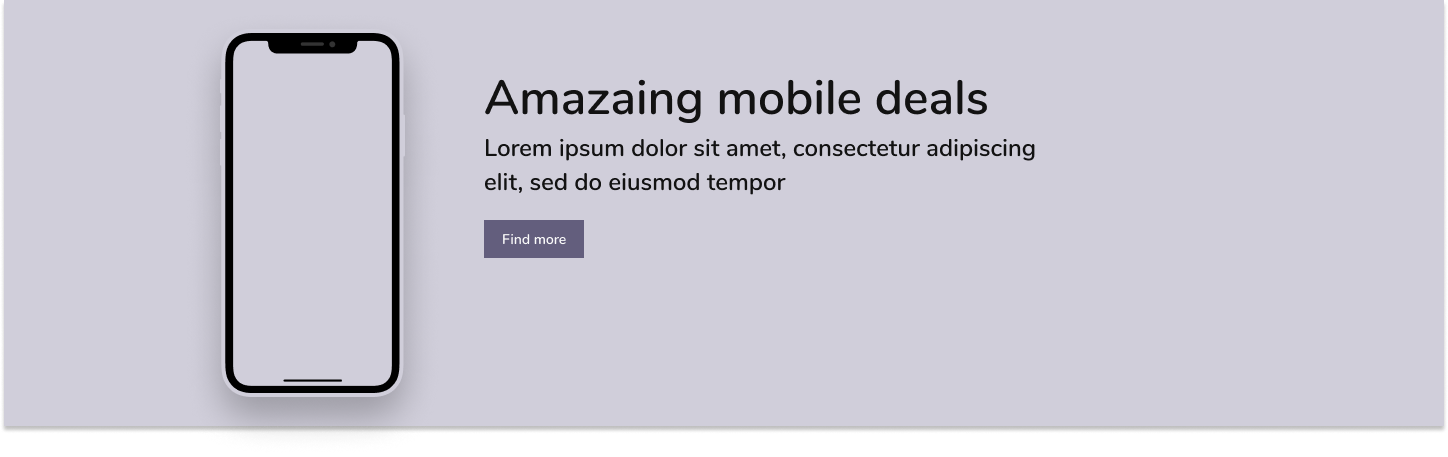 Amazaing mobile deals
Lorem ipsum dolor sit amet, consectetur adipiscing
elit, sed do eiusmod tempor
Find more